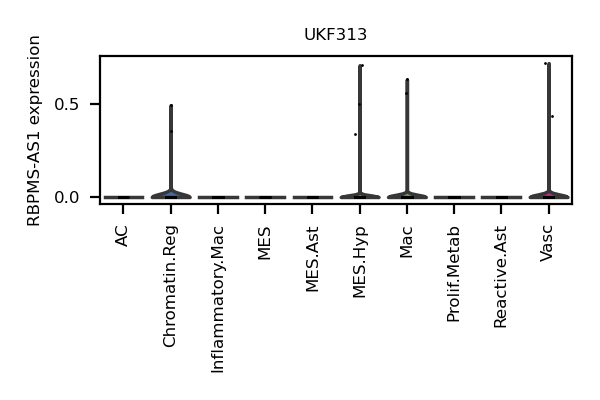 UKF313
RBPMS-AS1 expression
0.5
0.0
AC
Chromatin.Reg
Inflammatory.Mac
MES
MES.Ast
MES.Hyp
Mac
Prolif.Metab
Reactive.Ast
Vasc